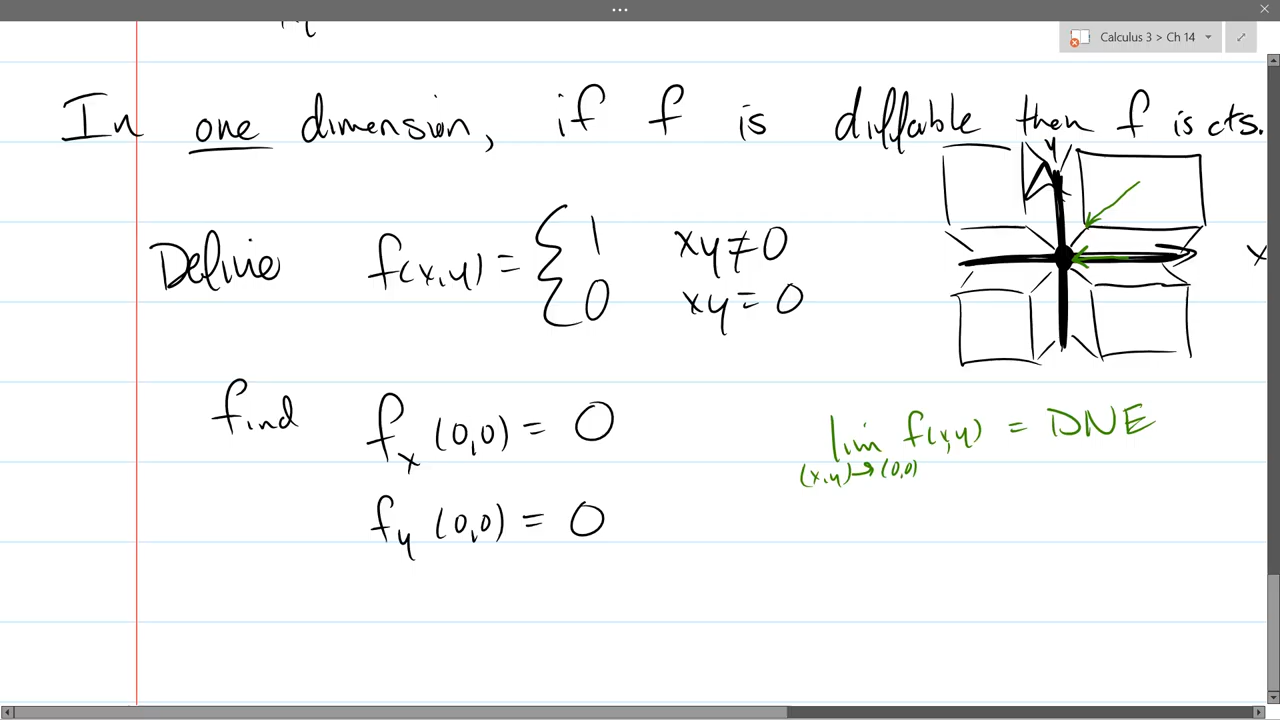 Calculus 3 > Ch 14
In one dimension, if f is diffable then f is cts.
Define f(x,y) = { 1 xy ≠ 0
0 xy = 0
y
x
find f_x (0,0) = 0
lim f(x,y) = DNE
(x,y)→(0,0)
f_y (0,0) = 0